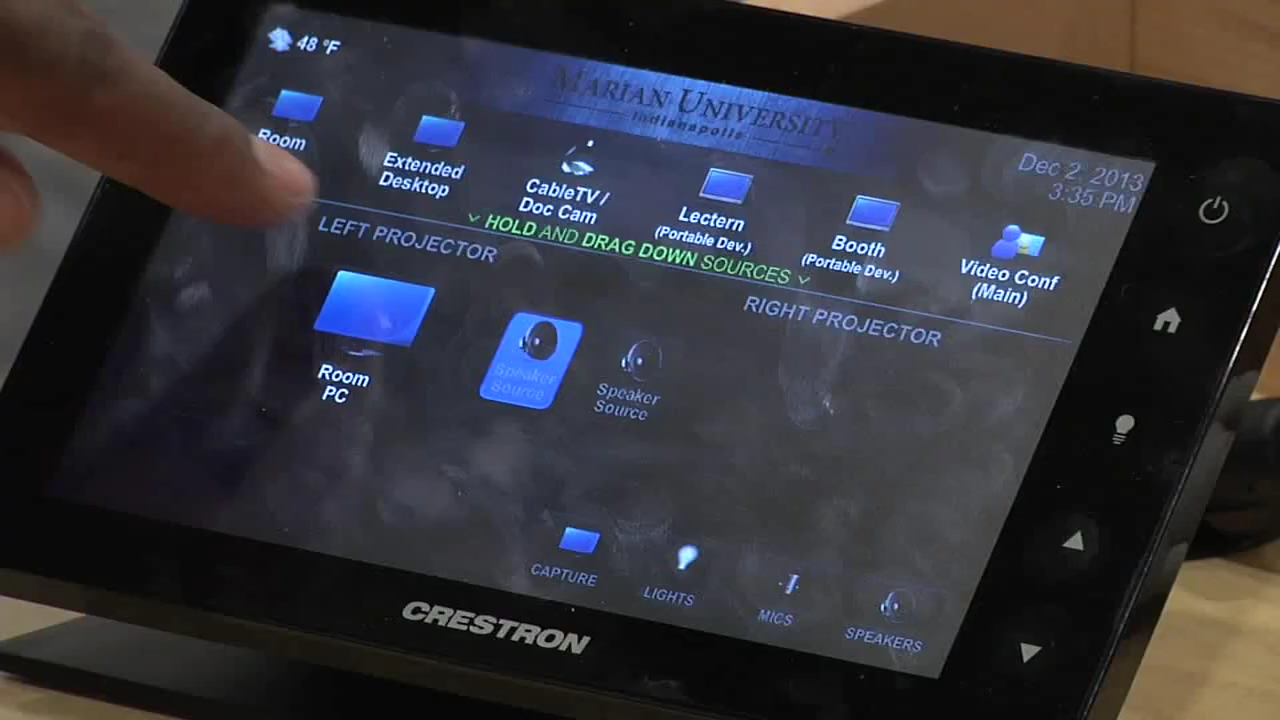 48 °F
MARIAN UNIVERSITY
Indianapolis
Dec 2, 2013
3:35 PM
Room
Extended
Desktop
CableTV /
Doc Cam
Lectern
(Portable Dev.)
Booth
(Portable Dev.)
Video Conf
(Main)
HOLD AND DRAG DOWN SOURCES
LEFT PROJECTOR
RIGHT PROJECTOR
Room
PC
Speaker
Source
Speaker
Source
CAPTURE
LIGHTS
MICS
SPEAKERS
CRESTRON